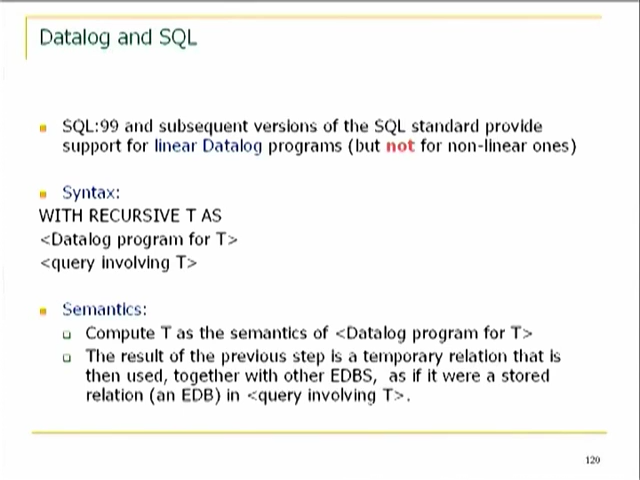 Datalog and SQL
SQL:99 and subsequent versions of the SQL standard provide
support for linear Datalog programs (but not for non-linear ones)
Syntax:
WITH RECURSIVE T AS
<Datalog program for T>
<query involving T>
Semantics:
Compute T as the semantics of <Datalog program for T>
The result of the previous step is a temporary relation that is
then used, together with other EDBS, as if it were a stored
relation (an EDB) in <query involving T>.
120